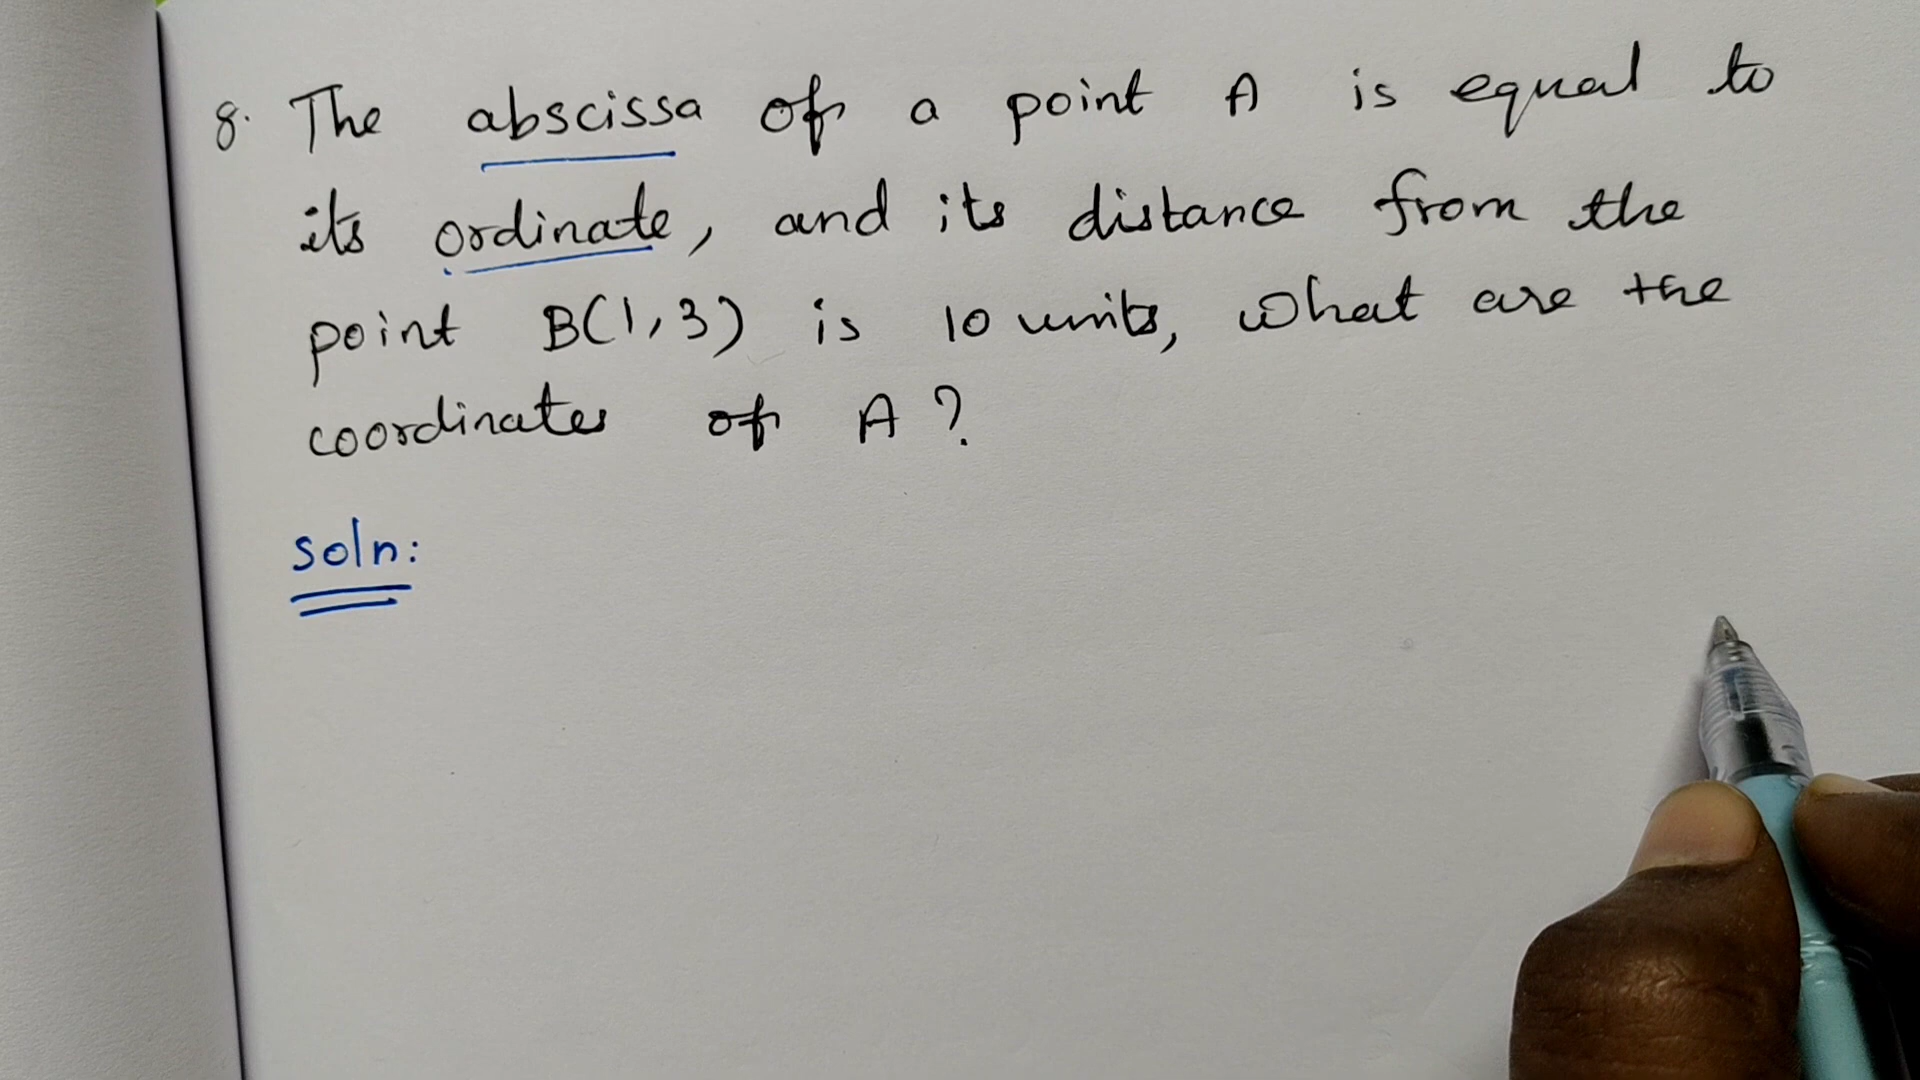 8. The abscissa of a point A is equal to
its ordinate, and its distance from the
point B(1,3) is 10 units, what are the
coordinates of A?
soln: